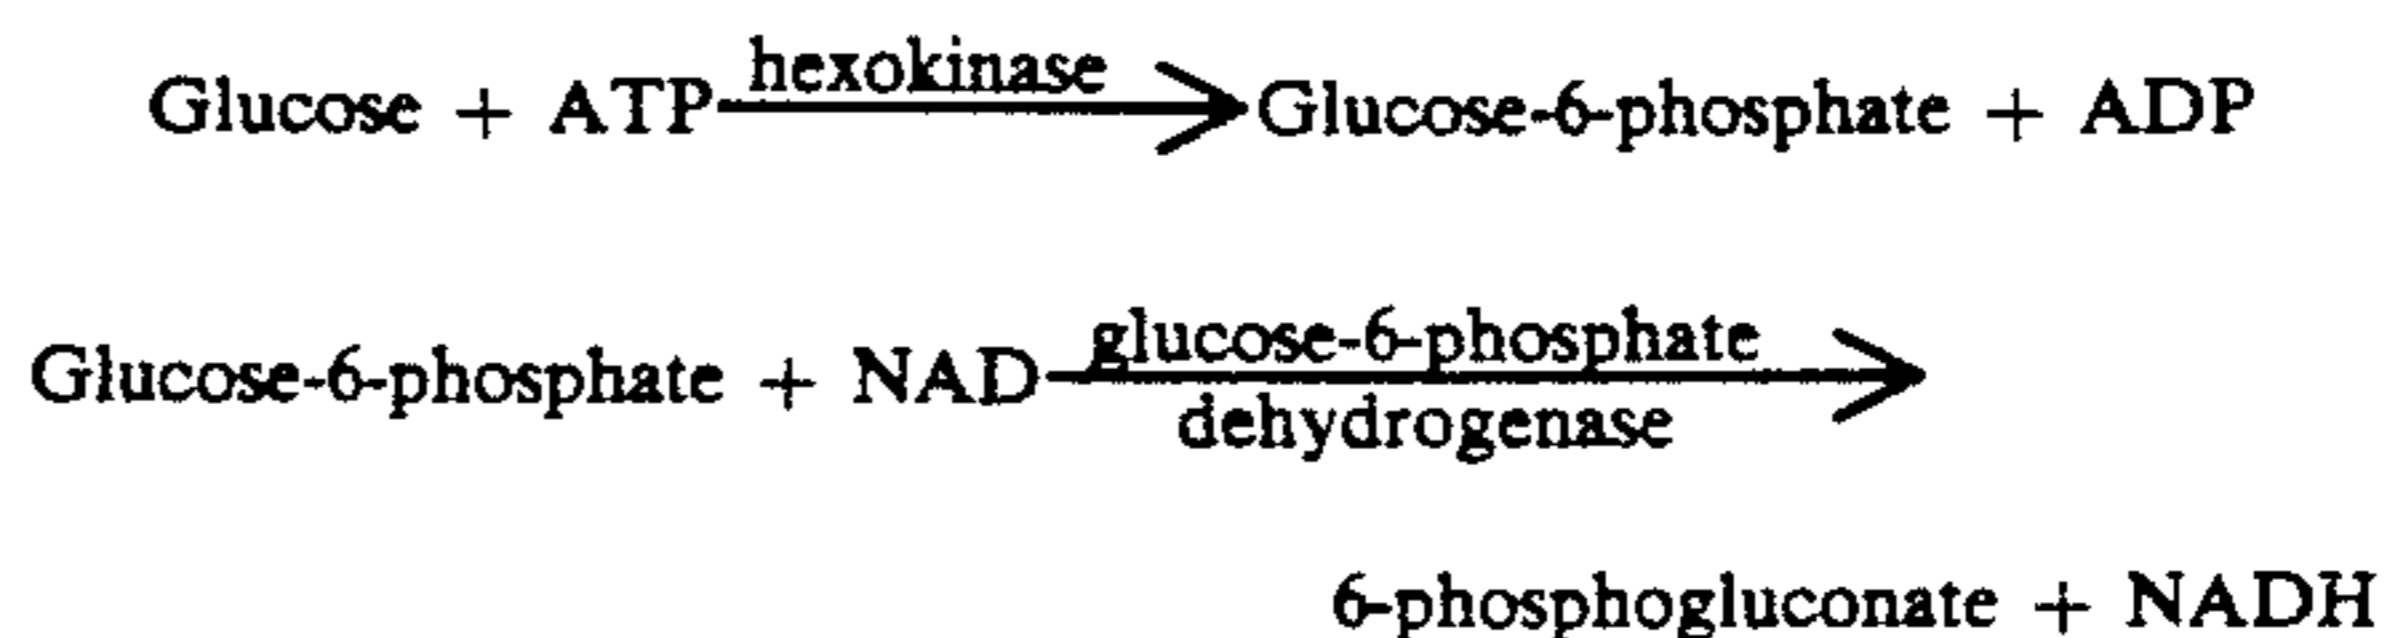 hexokinase
Glucose + ATP Glucose-6-phosphate + ADP
glucose-6-phosphate
Glucose-6-phosphate + NAD
dehydrogenase
6-phosphogluconate + NADH